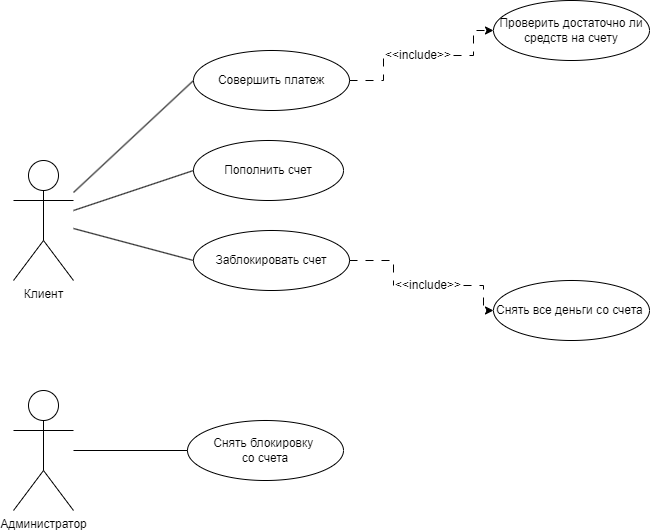 Проверить достаточно ли
средств на счету
<<include>>
Совершить платеж
Пополнить счет
Заблокировать счет
<<include>>
Клиент
Снять все деньги со счета
Снять блокировку
со счета
Администратор